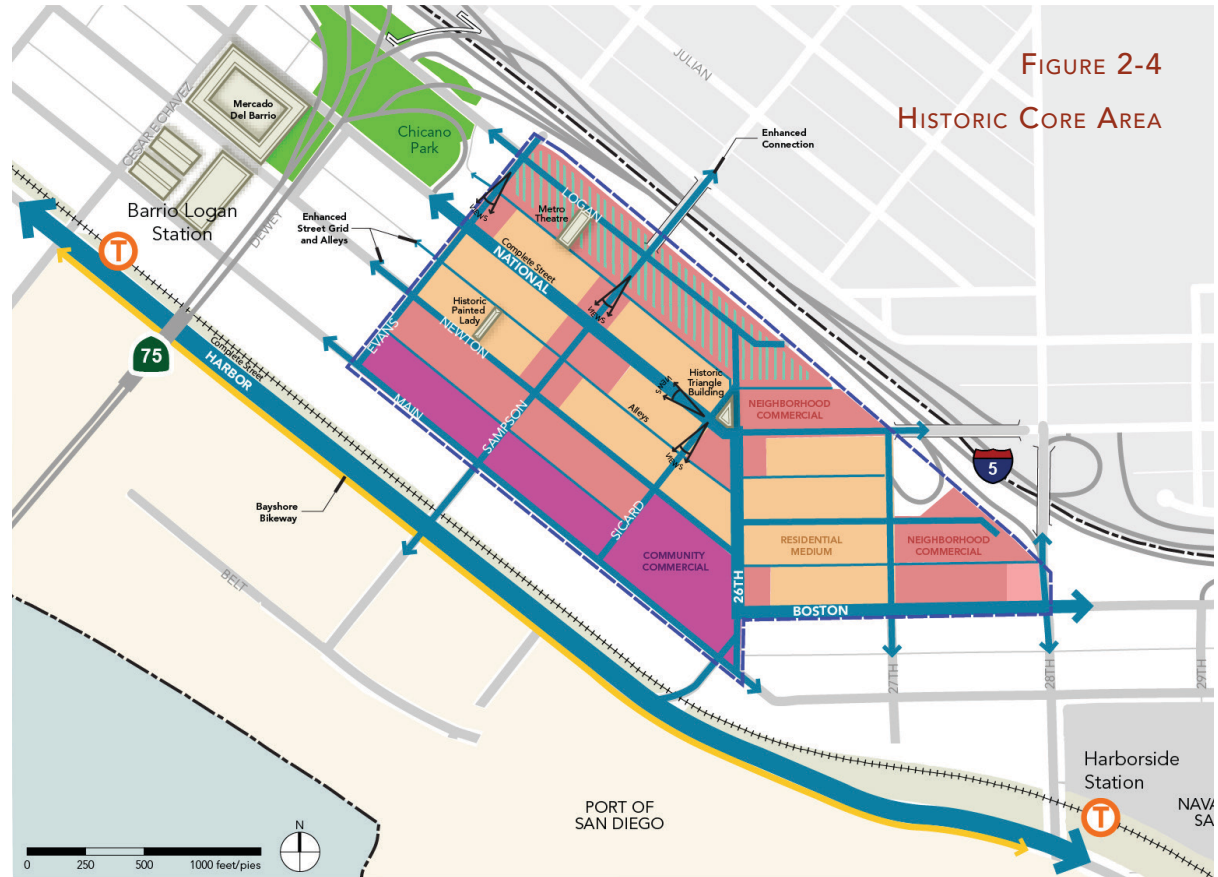 FIGURE 2-4
HISTORIC CORE AREA
JULIAN
CESAR E CHAVEZ
Mercado
Del Barrio
Chicano
Park
Enhanced
Connection
Barrio Logan
Station
T
DEWEY
Enhanced
Street Grid
and Alleys
LOGAN
VIEWS
Metro
Theatre
Complete Street
NATIONAL
Historic
Painted
Lady
VIEWS
EVANS
NEWTON
75
Complete Street
HARBOR
MAIN
SAMPSON
Alleys
VIEWS
Historic
Triangle
Building
VIEWS
NEIGHBORHOOD
COMMERCIAL
5
Bayshore
Bikeway
SICARD
COMMUNITY
COMMERCIAL
26TH
RESIDENTIAL
MEDIUM
NEIGHBORHOOD
COMMERCIAL
BELT
BOSTON
27TH
28TH
29TH
Harborside
Station
T
PORT OF
SAN DIEGO
NAVA
SA
N
0 250 500 1000 feet/pies